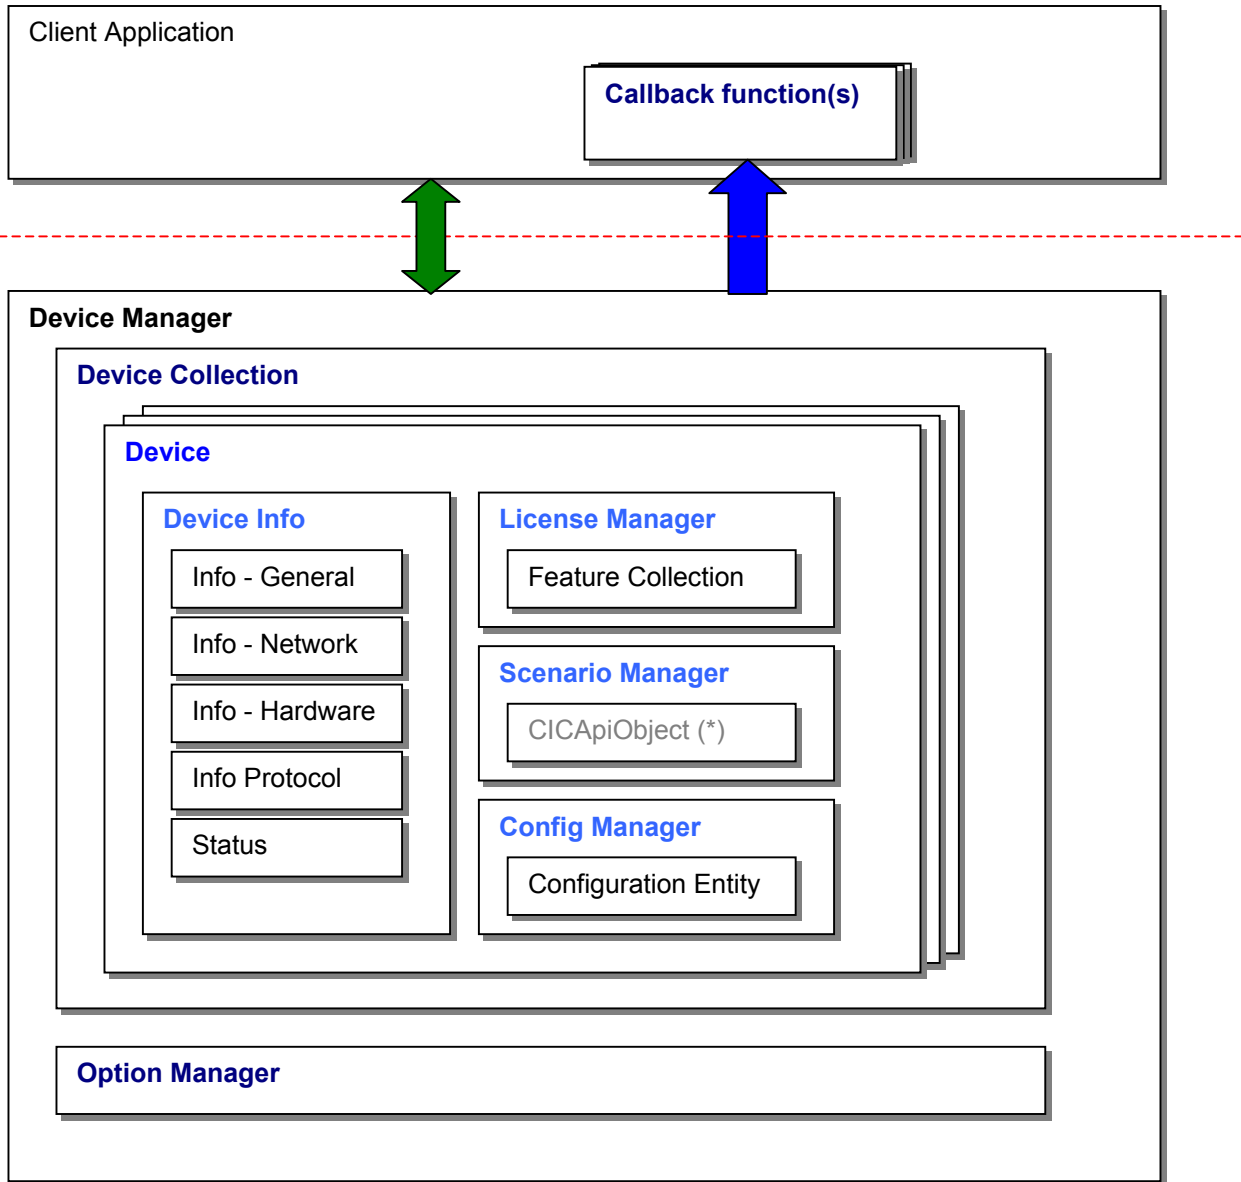 Client Application
Callback function(s)
Device Manager
Device Collection
Device
Device Info
Info - General
Info - Network
Info - Hardware
Info Protocol
Status
License Manager
Feature Collection
Scenario Manager
CICApiObject (*)
Config Manager
Configuration Entity
Option Manager